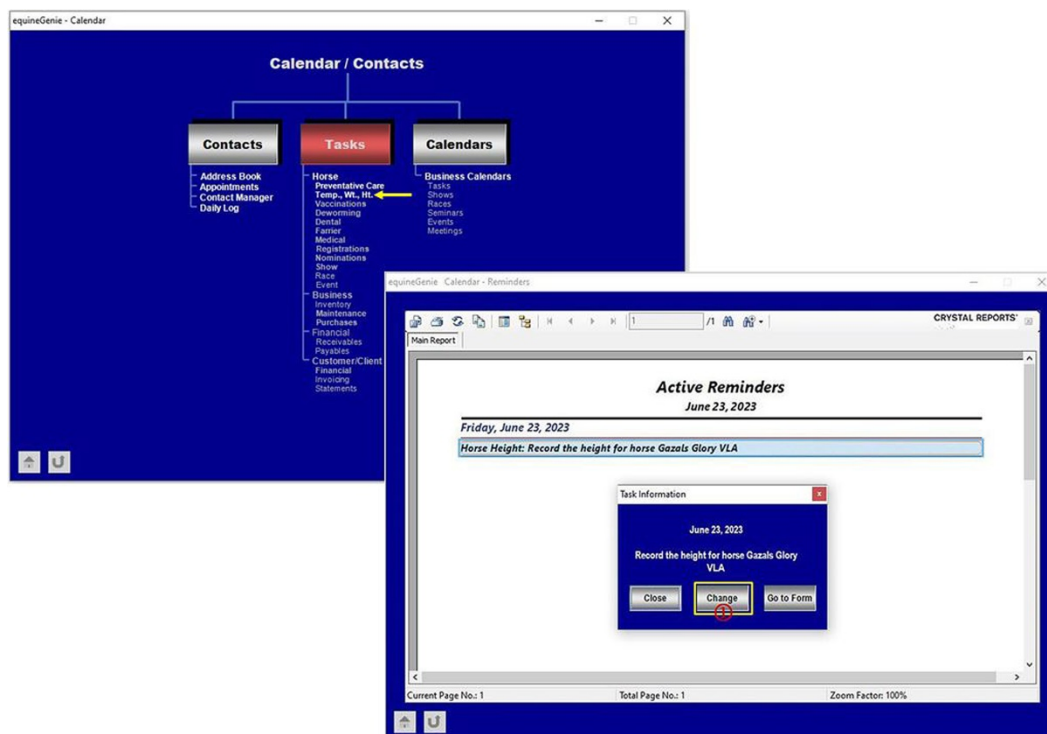 equineGenie - Calendar
Calendar / Contacts
Contacts
Address Book
Appointments
Contact Manager
Daily Log
Tasks
Horse
Preventative Care
Temp., Wt., Ht.
Vaccinations
Deworming
Dental
Farrier
Medical
Registrations
Nominations
Show
Race
Event
Business
Inventory
Maintenance
Purchases
Financial
Receivables
Payables
Customer/Client
Financial
Invoicing
Statements
Calendars
Business Calendars
Tasks
Shows
Races
Seminars
Events
Meetings
equineGenie Calendar - Reminders
1 /1
CRYSTAL REPORTS
Main Report
Active Reminders
June 23, 2023
Friday, June 23, 2023
Horse Height: Record the height for horse Gazals Glory VLA
Task Information
June 23, 2023
Record the height for horse Gazals Glory
VLA
Close Change Go to Form
1
Current Page No.: 1 Total Page No.: 1 Zoom Factor: 100%